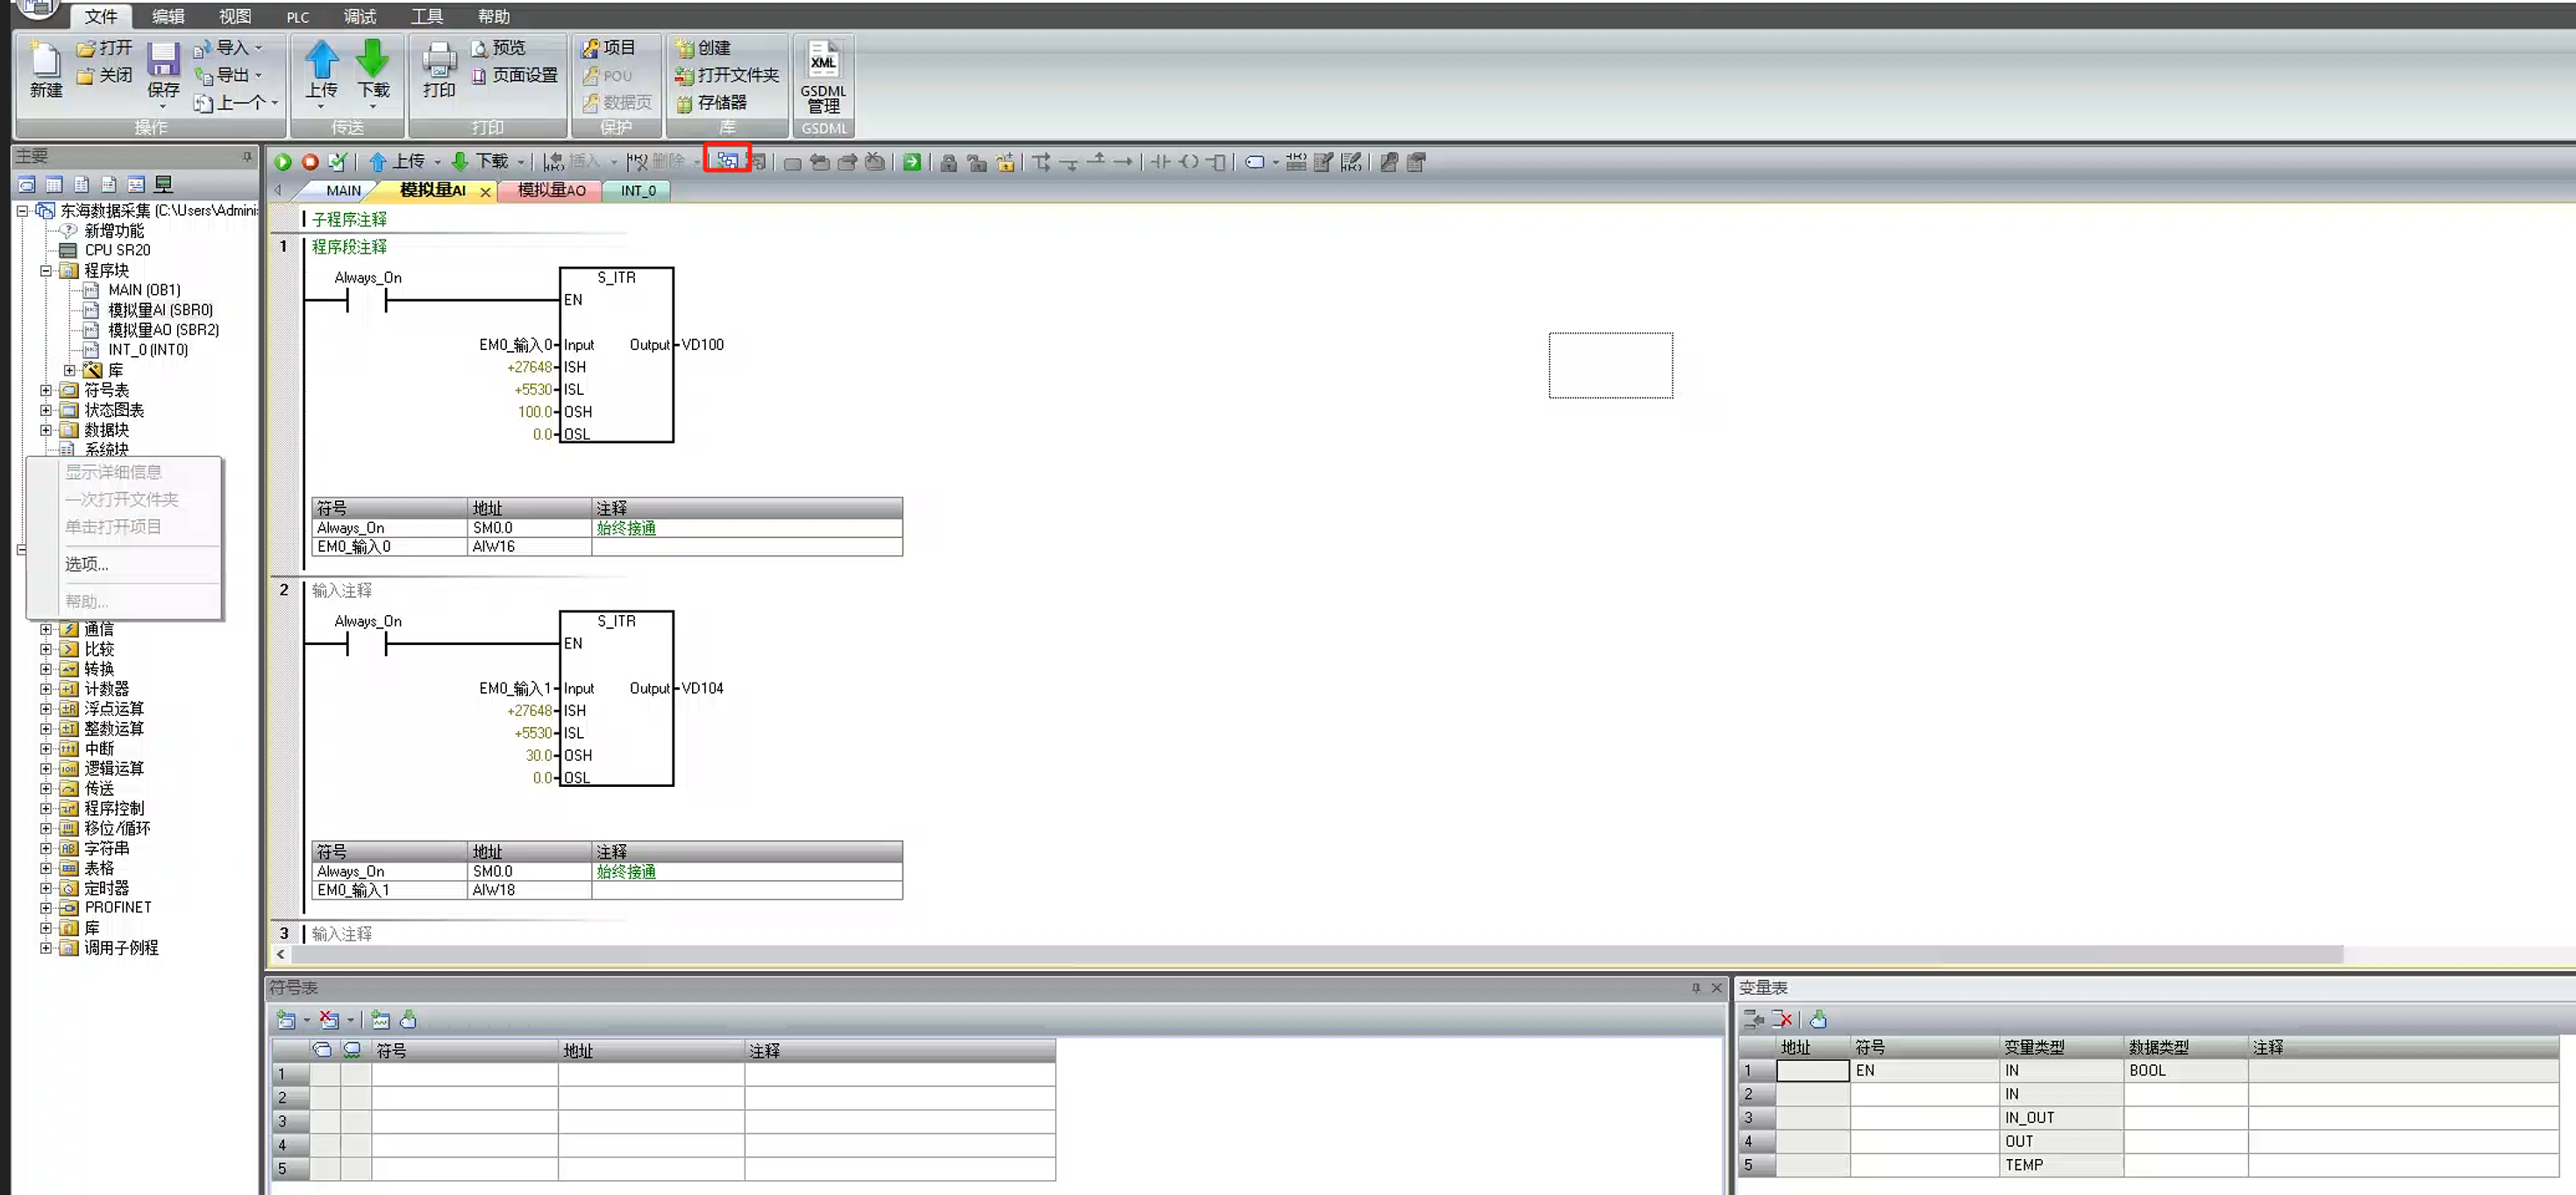 文件 编辑 视图 PLC 调试 工具 帮助
新建 打开 关闭 保存 导入 导出 上一个 操作
上传 下载 传送
打印 预览 页面设置 打印
项目 POU 数据页 保护
创建 打开文件夹 存储器 库
XML GSDML 管理 GSDML
主要
上传 下载 插入 删除
MAIN 模拟量AI 模拟量AO INT_0
东海数据采集 (C:\Users\Admini
新增功能
CPU SR20
程序块
MAIN (OB1)
模拟量AI (SBR0)
模拟量AO (SBR2)
INT_0 (INT0)
库
符号表
状态图表
数据块
系统块
显示详细信息
一次打开文件夹
单击打开项目
选项...
帮助...
通信
比较
转换
计数器
浮点运算
整数运算
中断
逻辑运算
传送
程序控制
移位/循环
字符串
表格
定时器
PROFINET
库
调用子例程
子程序注释
1 程序段注释
Always_On S_ITR
EN
EM0_输入0 Input Output VD100
+27648 ISH
+5530 ISL
100.0 OSH
0.0 OSL
符号 地址 注释
Always_On SM0.0 始终接通
EM0_输入0 AIW16
2 输入注释
Always_On S_ITR
EN
EM0_输入1 Input Output VD104
+27648 ISH
+5530 ISL
30.0 OSH
0.0 OSL
符号 地址 注释
Always_On SM0.0 始终接通
EM0_输入1 AIW18
3 输入注释
符号表
符号 地址 注释
1
2
3
4
5
变量表
地址 符号 变量类型 数据类型 注释
1 EN IN BOOL
2 IN
3 IN_OUT
4 OUT
5 TEMP